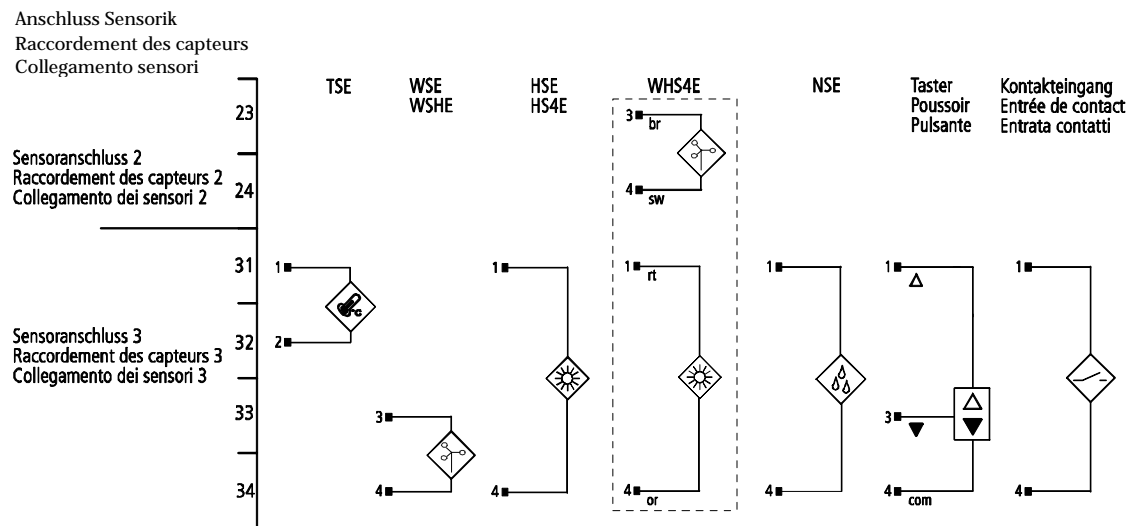 Anschluss Sensorik
Raccordement des capteurs
Collegamento sensori
TSE
WSE
WSHE
HSE
HS4E
WHS4E
NSE
Taster
Poussoir
Pulsante
Kontakteingang
Entrée de contact
Entrata contatti
23
3
br
Sensoranschluss 2
Raccordement des capteurs 2
Collegamento dei sensori 2
24
4
sw
31
1
1
1
rt
1
1
1
°C
Sensoranschluss 3
Raccordement des capteurs 3
Collegamento dei sensori 3
32
2
33
3
3
34
4
4
4
or
4
4
com
4